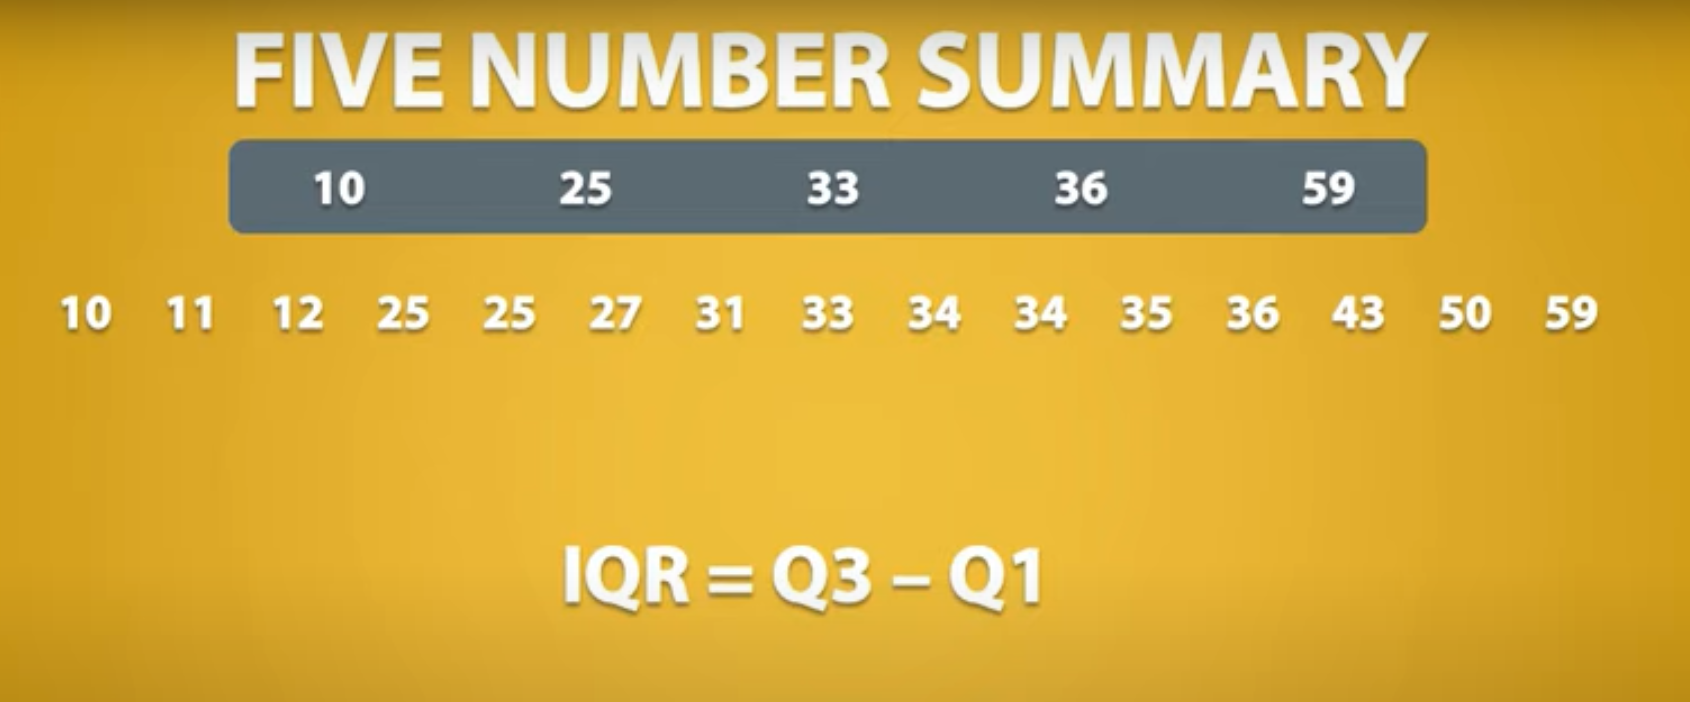 FIVE NUMBER SUMMARY
10 25 33 36 59
10 11 12 25 25 27 31 33 34 34 35 36 43 50 59
IQR = Q3 – Q1